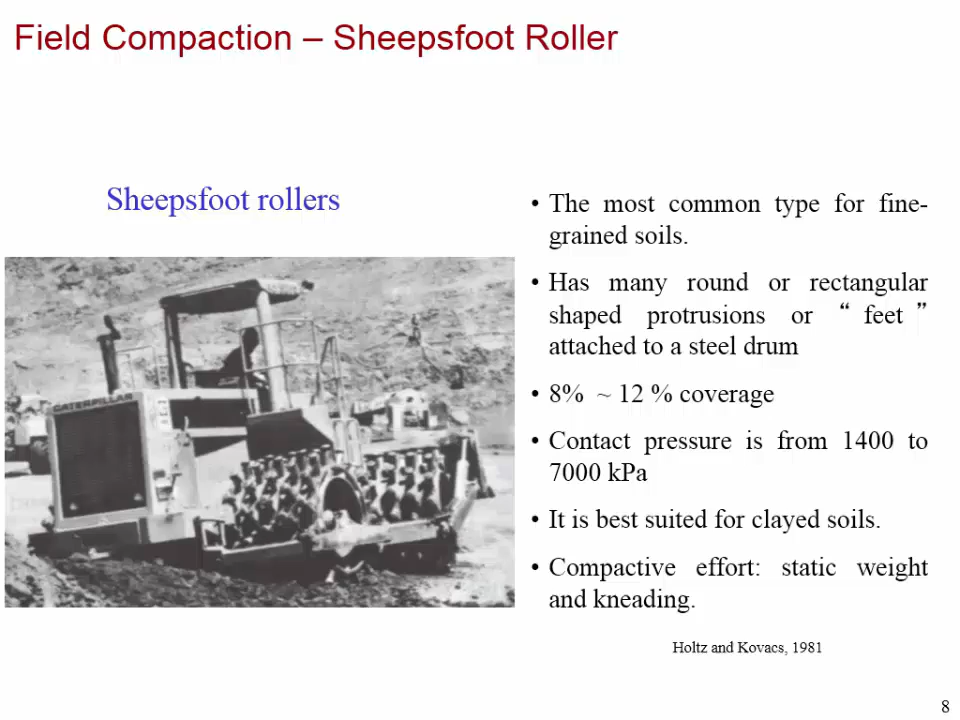 Field Compaction – Sheepsfoot Roller
Sheepsfoot rollers
CATERPILLAR
• The most common type for fine-
grained soils.
• Has many round or rectangular
shaped protrusions or “ feet ”
attached to a steel drum
• 8% ~ 12 % coverage
• Contact pressure is from 1400 to
7000 kPa
• It is best suited for clayed soils.
• Compactive effort: static weight
and kneading.
Holtz and Kovacs, 1981
8